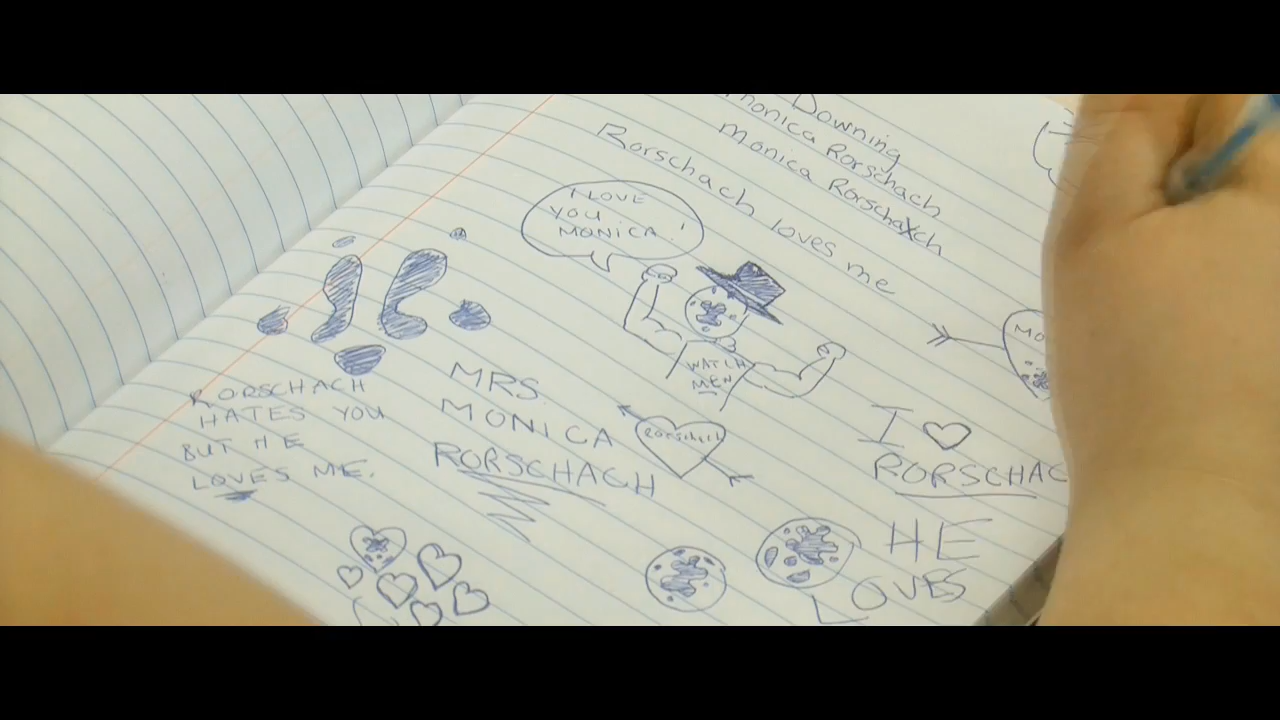 Downing
Monica Rorschach
Monica Rorschach
Rorschach loves me
I LOVE
YOU
MONICA!
WATCH
MEN
MO
RORSCHACH
HATES YOU
BUT HE
LOVES ME.
MRS.
MONICA
RORSCHACH
Rorschach
I
RORSCHAC
HE
LOVES